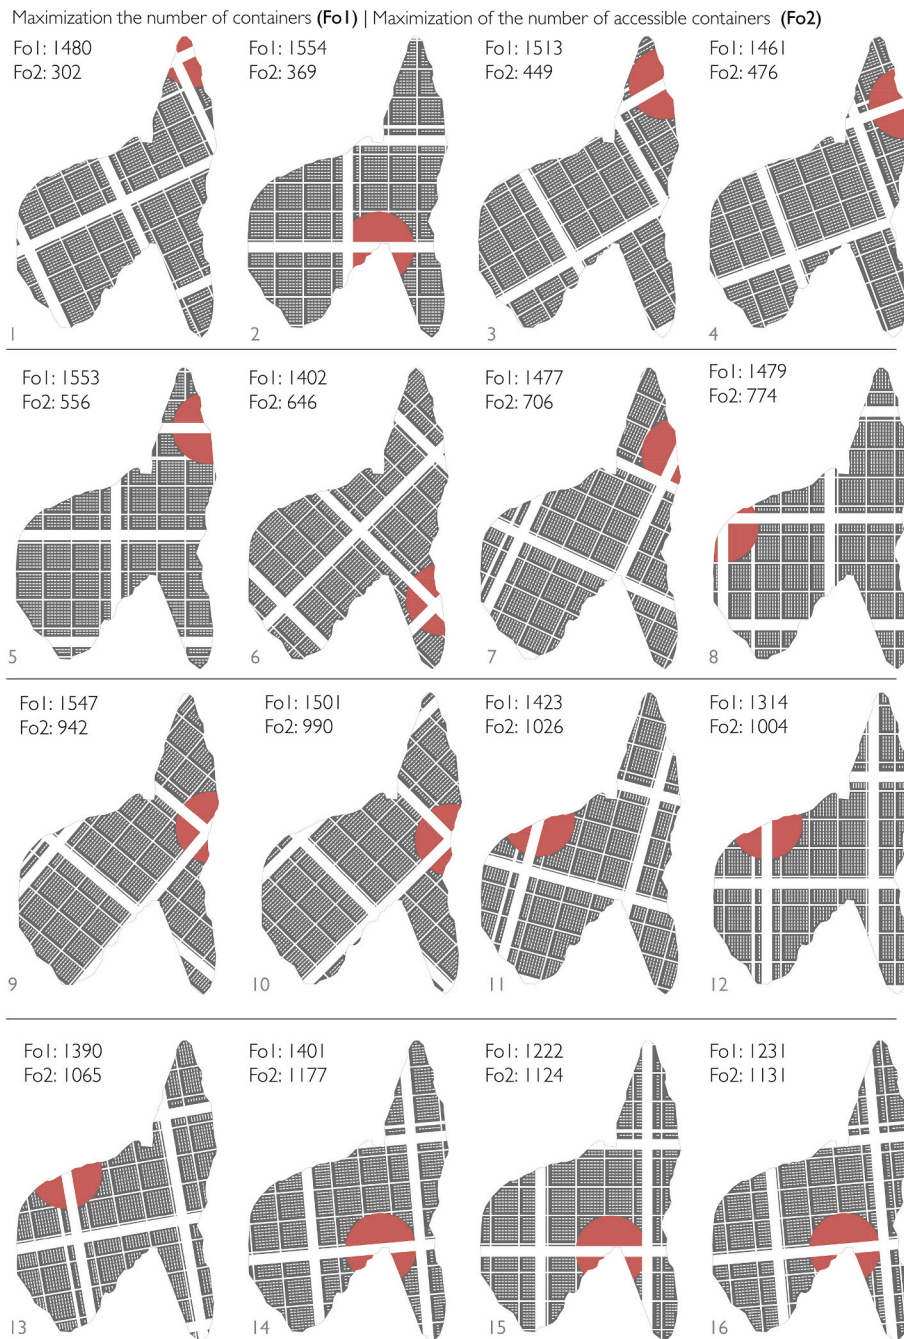 Maximization the number of containers (Fo1) | Maximization of the number of accessible containers (Fo2)
Fo1: 1480
Fo2: 302
1
Fo1: 1554
Fo2: 369
2
Fo1: 1513
Fo2: 449
3
Fo1: 1461
Fo2: 476
4
Fo1: 1553
Fo2: 556
5
Fo1: 1402
Fo2: 646
6
Fo1: 1477
Fo2: 706
7
Fo1: 1479
Fo2: 774
8
Fo1: 1547
Fo2: 942
9
Fo1: 1501
Fo2: 990
10
Fo1: 1423
Fo2: 1026
11
Fo1: 1314
Fo2: 1004
12
Fo1: 1390
Fo2: 1065
13
Fo1: 1401
Fo2: 1177
14
Fo1: 1222
Fo2: 1124
15
Fo1: 1231
Fo2: 1131
16